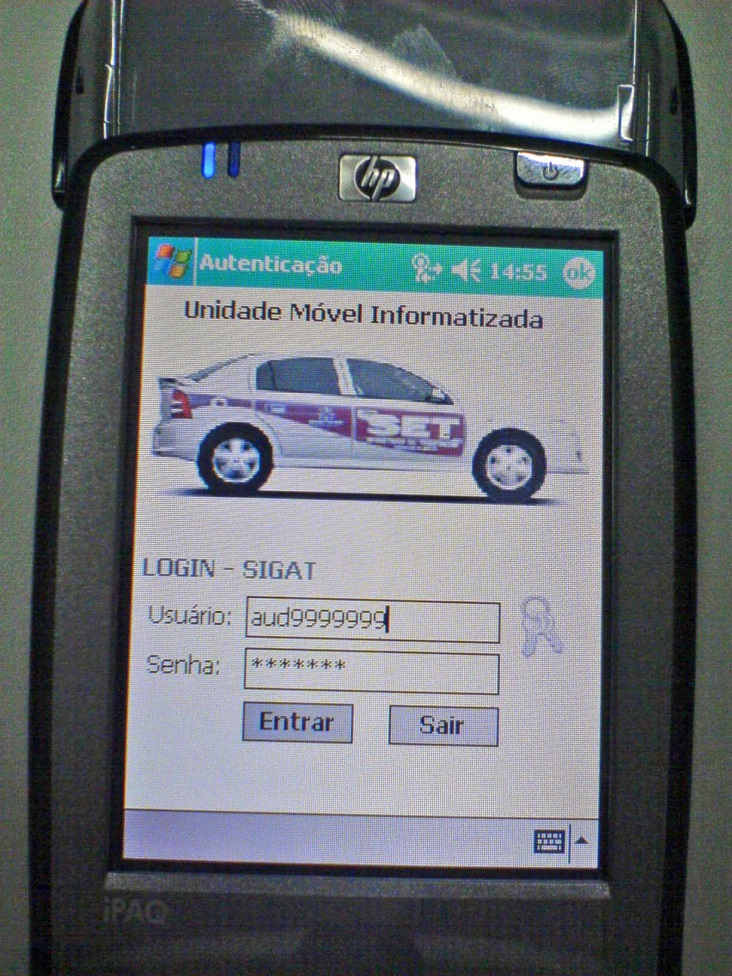 hp
Autenticação 14:55 ok
Unidade Móvel Informatizada
SET
LOGIN - SIGAT
Usuário: aud9999999
Senha: *******
Entrar Sair
iPAQ